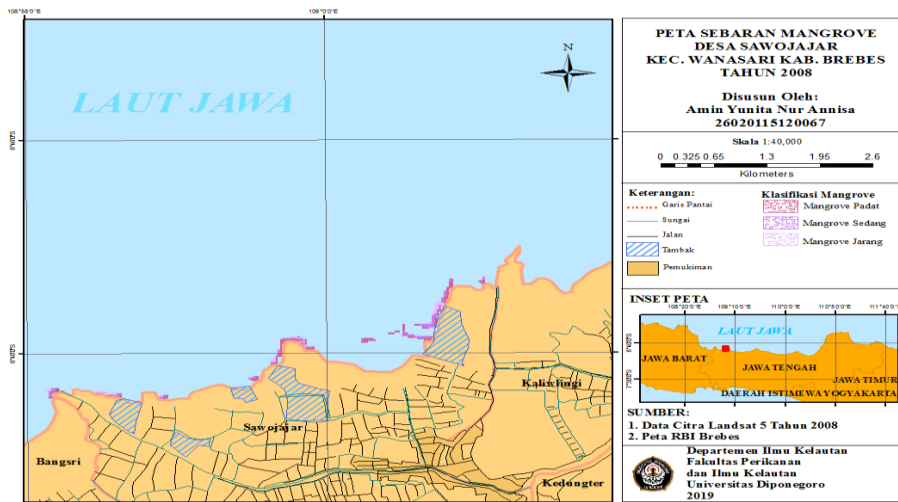 108°58'0"E
109°0'0"E
LAUT JAWA
N
Sawojajar
Kaliwlingi
Bangsri
Kedungter
PETA SEBARAN MANGROVE
DESA SAWOJAJAR
KEC. WANASARI KAB. BREBES
TAHUN 2008
Disusun Oleh:
Amin Yunita Nur Annisa
26020115120067
Skala 1:40,000
0 0.325 0.65 1.3 1.95 2.6
Kilometers
Keterangan:
Garis Pantai
Sungai
Jalan
Tambak
Pemukiman
Klasifikasi Mangrove
Mangrove Padat
Mangrove Sedang
Mangrove Jarang
INSET PETA
LAUT JAWA
JAWA BARAT
JAWA TENGAH
JAWA TIMUR
DAERAH ISTIMEWA YOGYAKARTA
SUMBER:
1. Data Citra Landsat 5 Tahun 2008
2. Peta RBI Brebes
Departemen Ilmu Kelautan
Fakultas Perikanan
dan Ilmu Kelautan
Universitas Diponegoro
2019